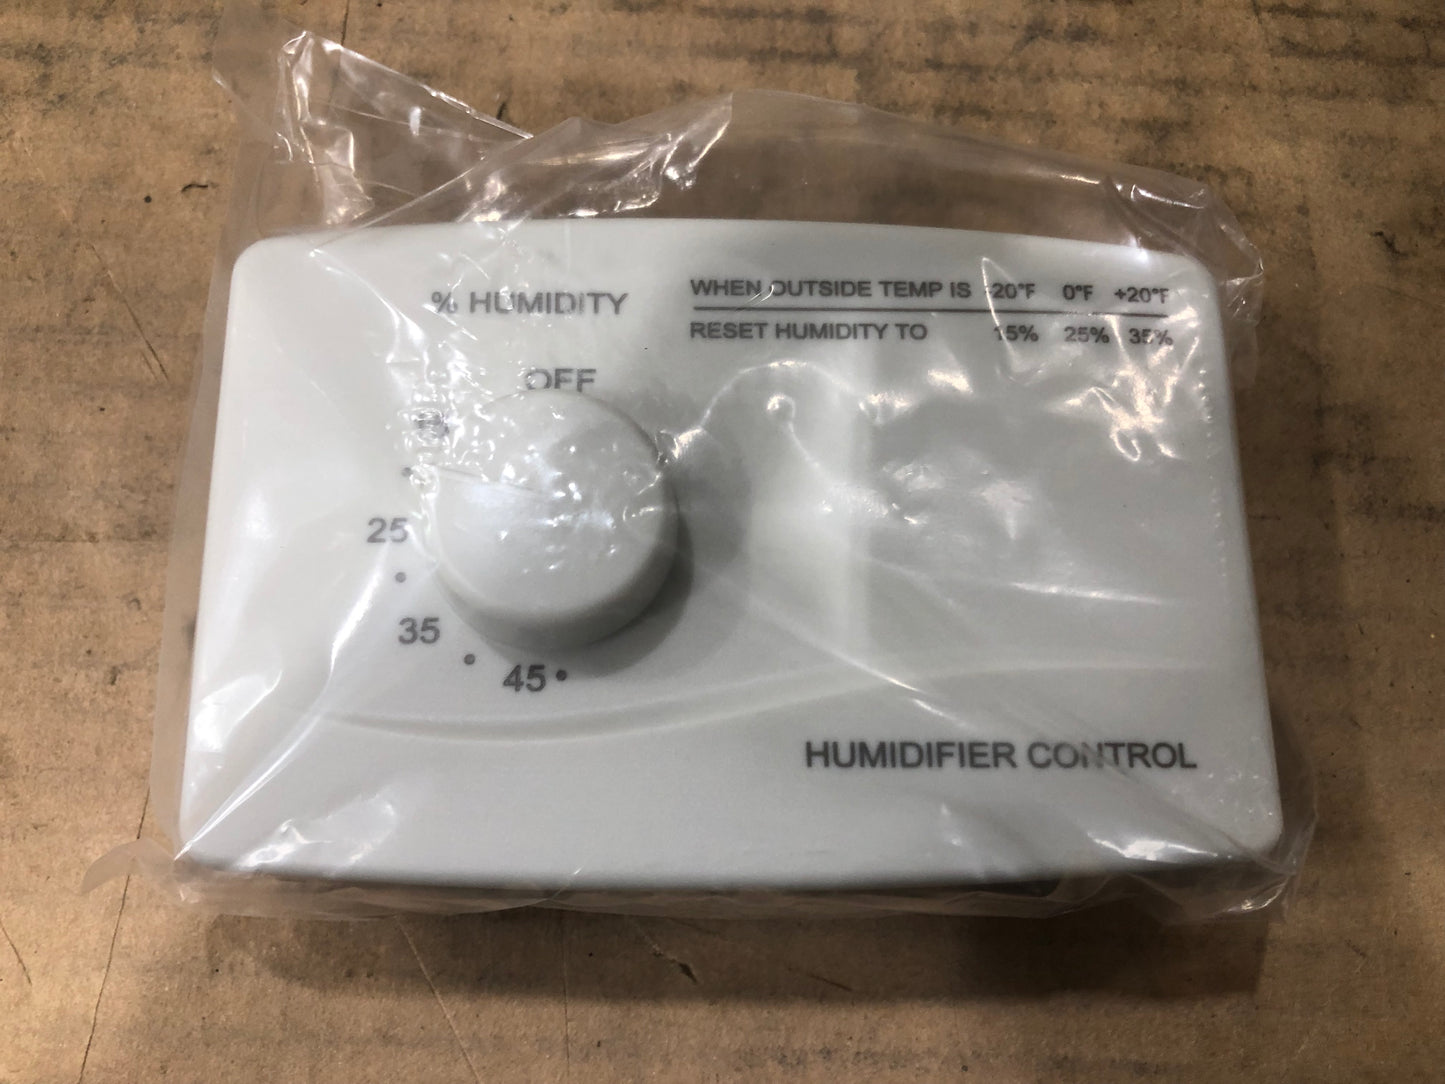 % HUMIDITY
WHEN OUTSIDE TEMP IS -20°F 0°F +20°F
RESET HUMIDITY TO 15% 25% 35%
OFF
25
35
45
HUMIDIFIER CONTROL